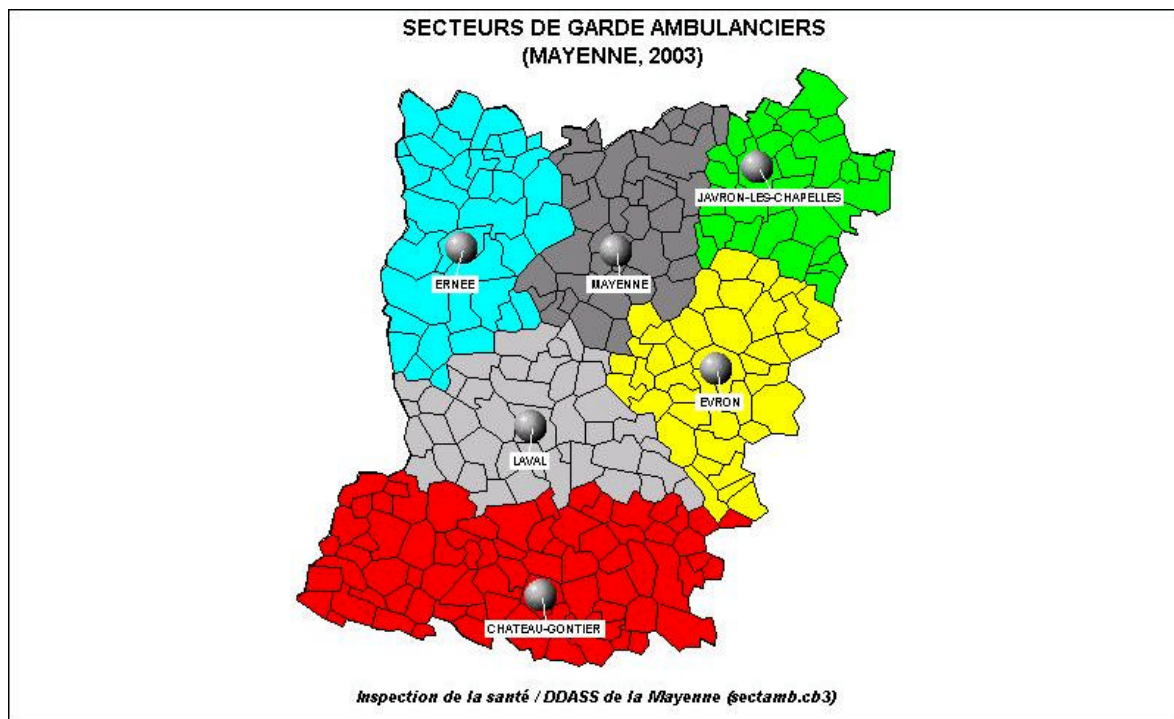 SECTEURS DE GARDE AMBULANCIERS
(MAYENNE, 2003)
JAVRON-LES-CHAPELLES
ERNEE
MAYENNE
EVRON
LAVAL
CHATEAU-GONTIER
Inspection de la santé / DDASS de la Mayenne (sectamb.cb3)